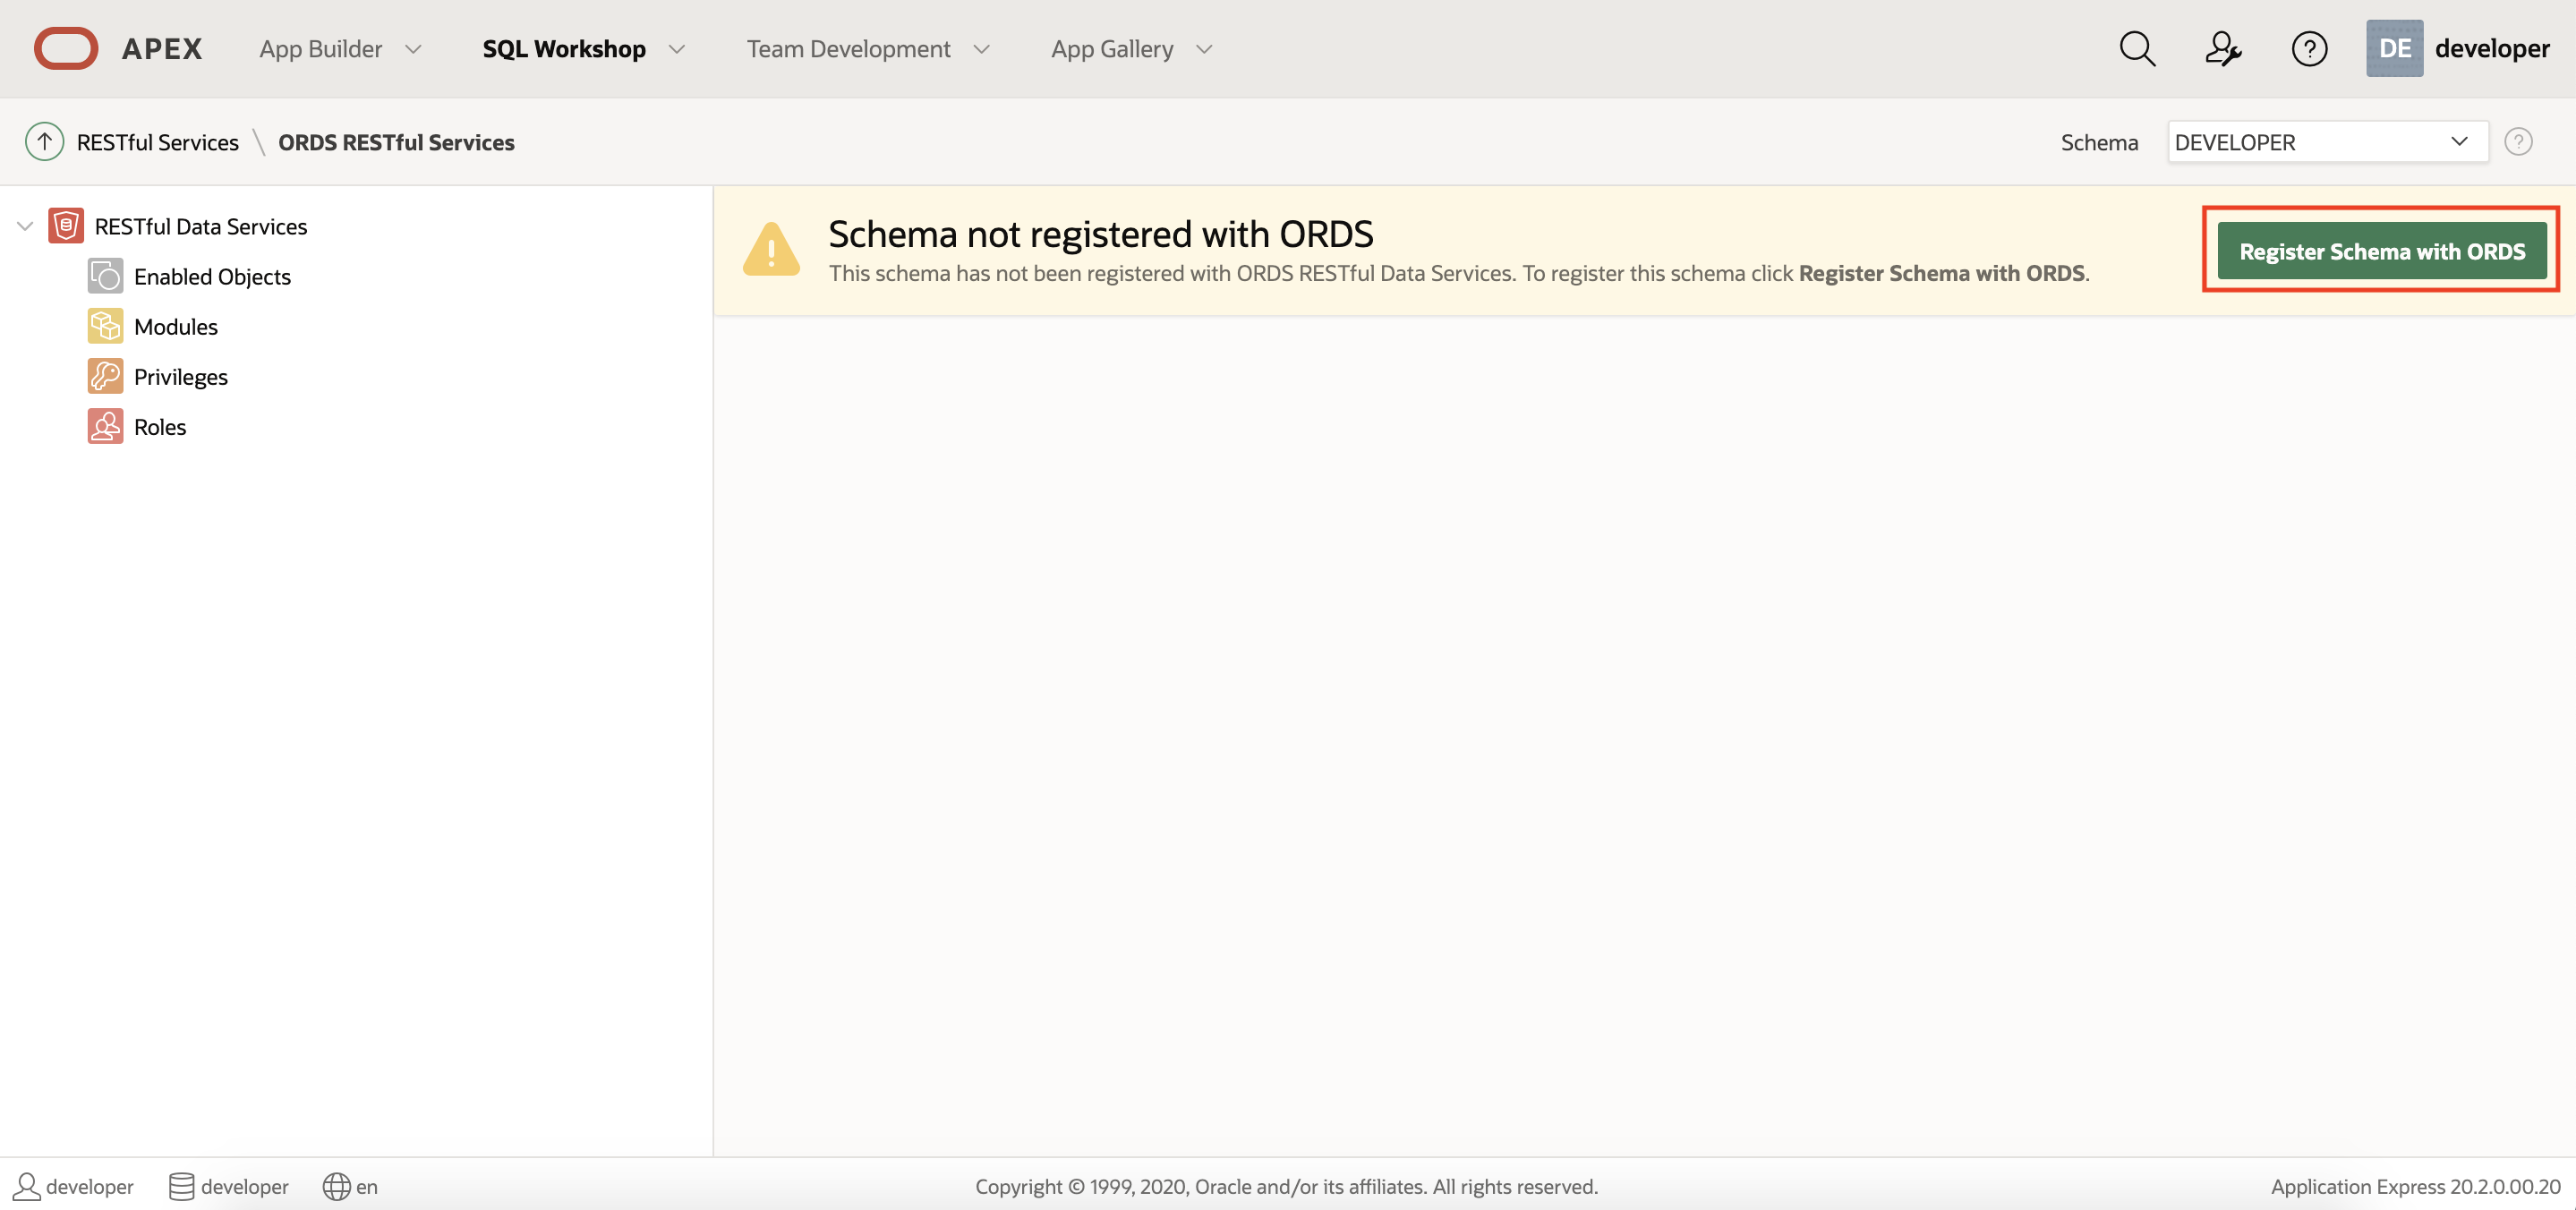 APEX App Builder SQL Workshop Team Development App Gallery ? DE developer
RESTful Services \ ORDS RESTful Services Schema DEVELOPER ?
RESTful Data Services
Enabled Objects
Modules
Privileges
Roles
Schema not registered with ORDS
This schema has not been registered with ORDS RESTful Data Services. To register this schema click Register Schema with ORDS.
Register Schema with ORDS
developer developer en Copyright © 1999, 2020, Oracle and/or its affiliates. All rights reserved. Application Express 20.2.0.00.20